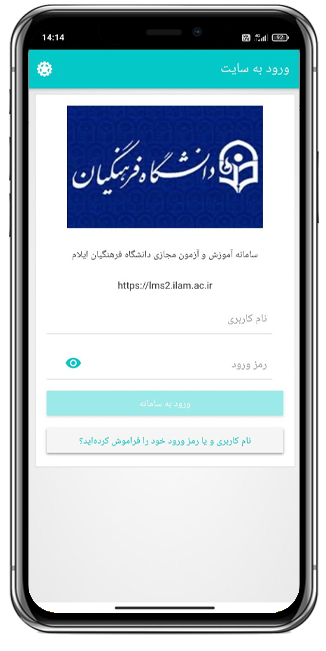 14:14
92
ورود به سایت
دانشگاه فرهنگیان
سامانه آموزش و آزمون مجازی دانشگاه فرهنگیان ایلام
https://lms2.ilam.ac.ir
نام کاربری
رمز ورود
ورود به سامانه
نام کاربری و یا رمز ورود خود را فراموش کرده‌اید؟